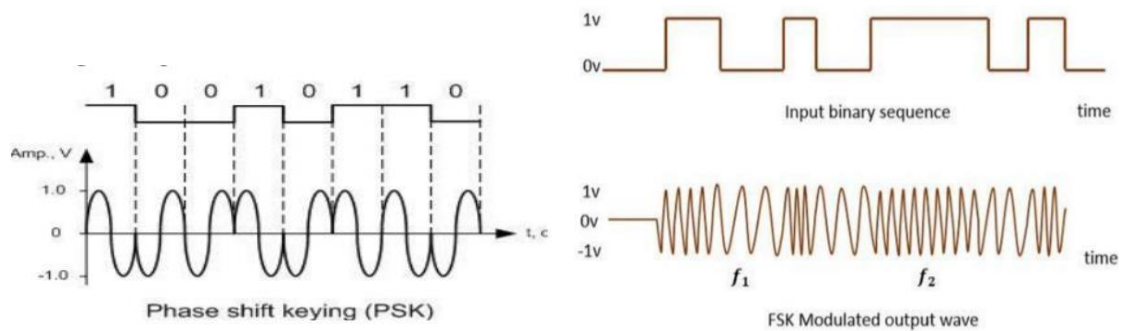 1 0 0 1 0 1 1 0
Amp., V
1.0
0
-1.0
t, c
Phase shift keying (PSK)
1v
0v
Input binary sequence
time
1v
0v
-1v
time
f₁
f₂
FSK Modulated output wave